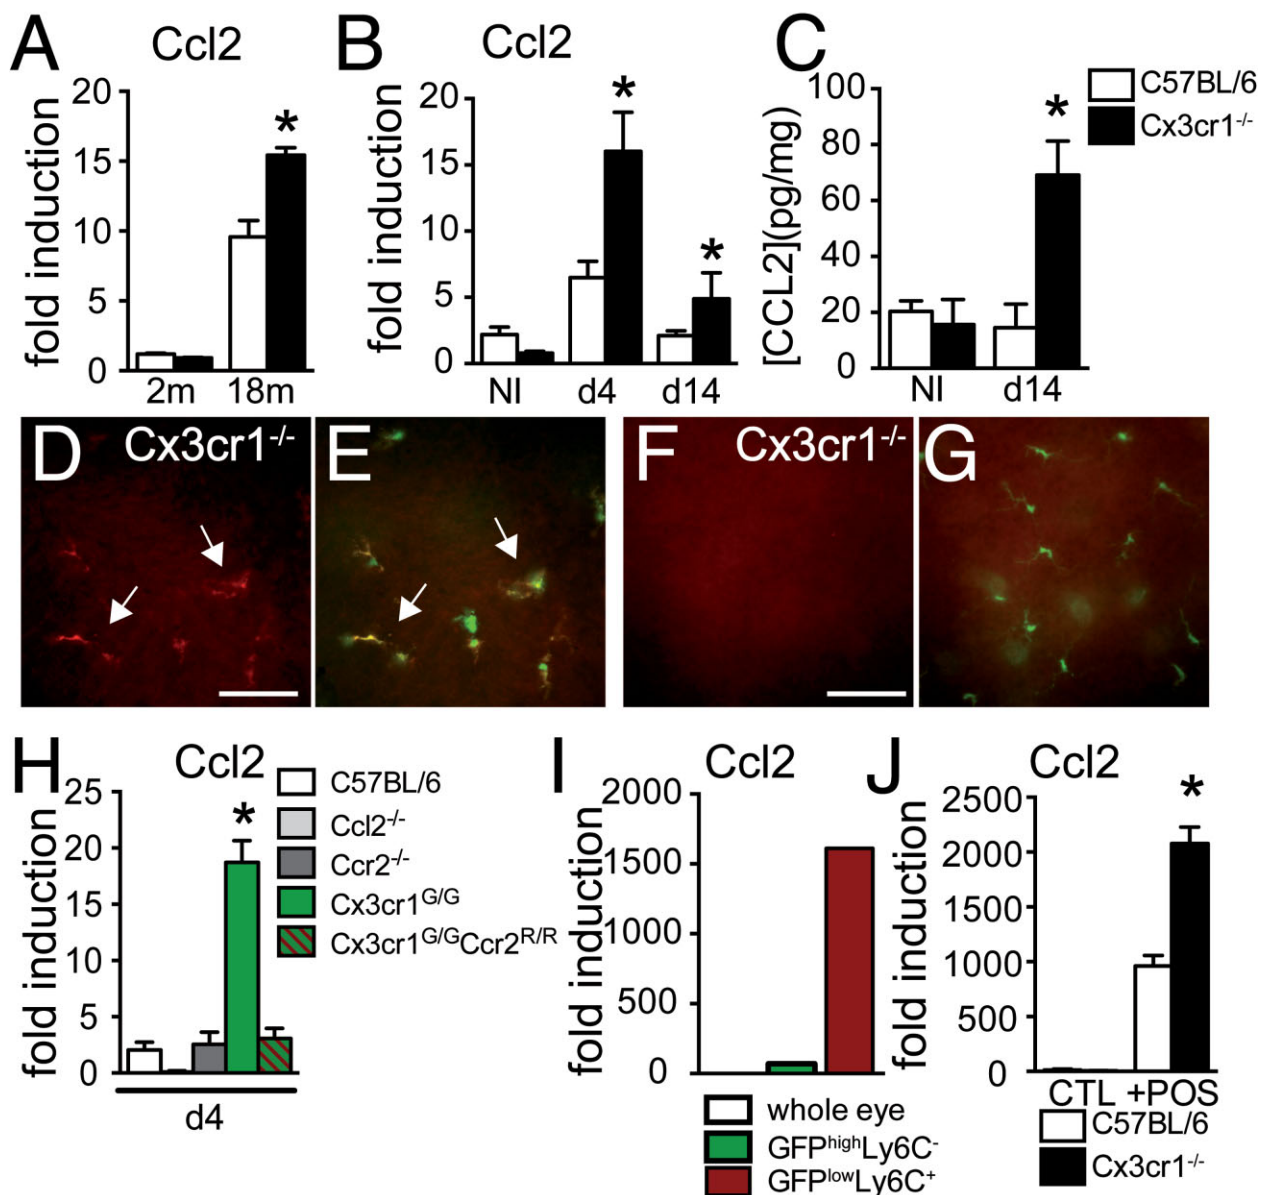 A
Ccl2
fold induction
20
15
10
5
0
*
2m 18m
B
Ccl2
fold induction
20
15
10
5
0
*
*
NI d4 d14
C
[CCL2](pg/mg)
100
80
60
40
20
0
*
NI d14
C57BL/6
Cx3cr1-/-
D Cx3cr1-/-
E
F Cx3cr1-/-
G
H
Ccl2
fold induction
25
20
15
10
5
0
*
d4
C57BL/6
Ccl2-/-
Ccr2-/-
Cx3cr1G/G
Cx3cr1G/GCcr2R/R
I
Ccl2
fold induction
2000
1500
1000
500
0
whole eye
GFPhighLy6C-
GFPlowLy6C+
J
Ccl2
fold induction
2500
2000
1500
1000
500
0
*
CTL +POS
C57BL/6
Cx3cr1-/-